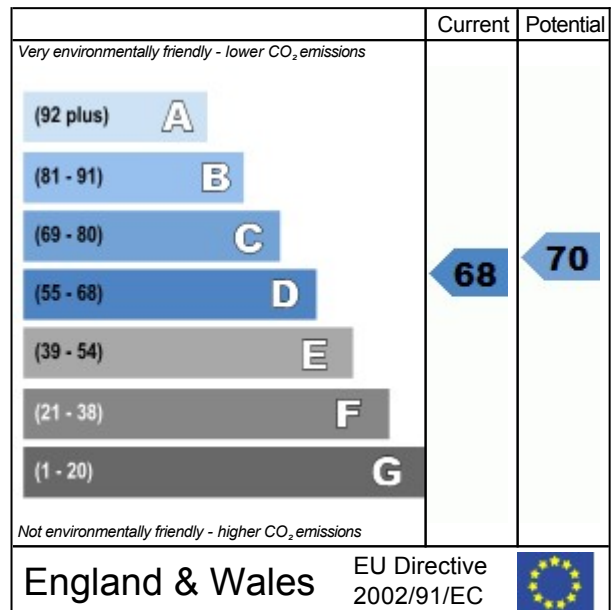 Current Potential
Very environmentally friendly - lower CO₂ emissions
(92 plus) A
(81 - 91) B
(69 - 80) C
(55 - 68) D
68
70
(39 - 54) E
(21 - 38) F
(1 - 20) G
Not environmentally friendly - higher CO₂ emissions
England & Wales
EU Directive
2002/91/EC